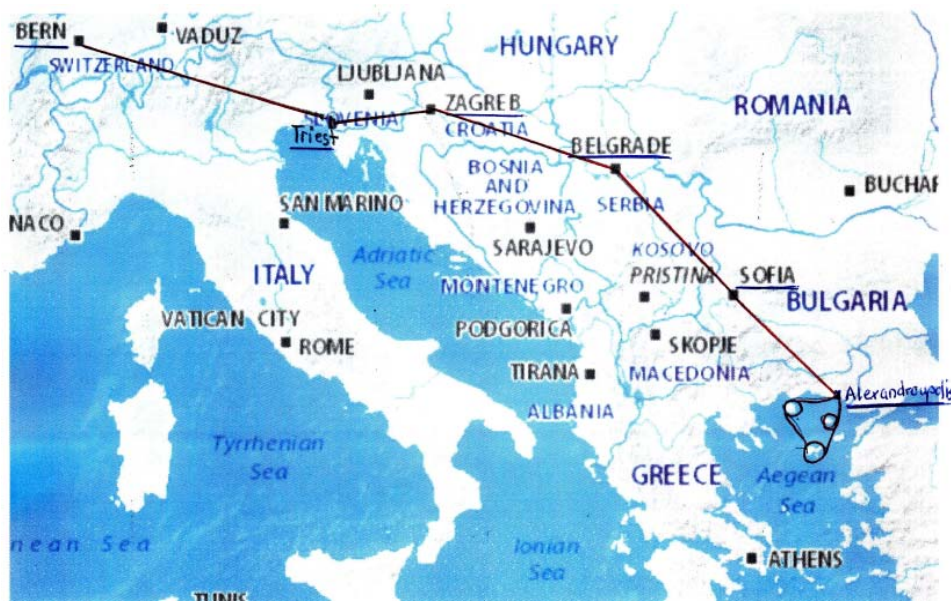 BERN
VADUZ
SWITZERLAND
HUNGARY
LJUBLJANA
SLOVENIA
ZAGREB
CROATIA
Triest
ROMANIA
BELGRADE
BOSNIA
AND
HERZEGOVINA
SERBIA
BUCHAR
NACO
SAN MARINO
SARAJEVO
Adriatic
Sea
KOSOVO
PRISTINA
ITALY
MONTENEGRO
SOFIA
BULGARIA
VATICAN CITY
ROME
PODGORICA
SKOPJE
TIRANA
MACEDONIA
ALBANIA
Alexandroupolis
Tyrrhenian
Sea
GREECE
Aegean
Sea
nean Sea
Ionian
Sea
ATHENS
TUNIS